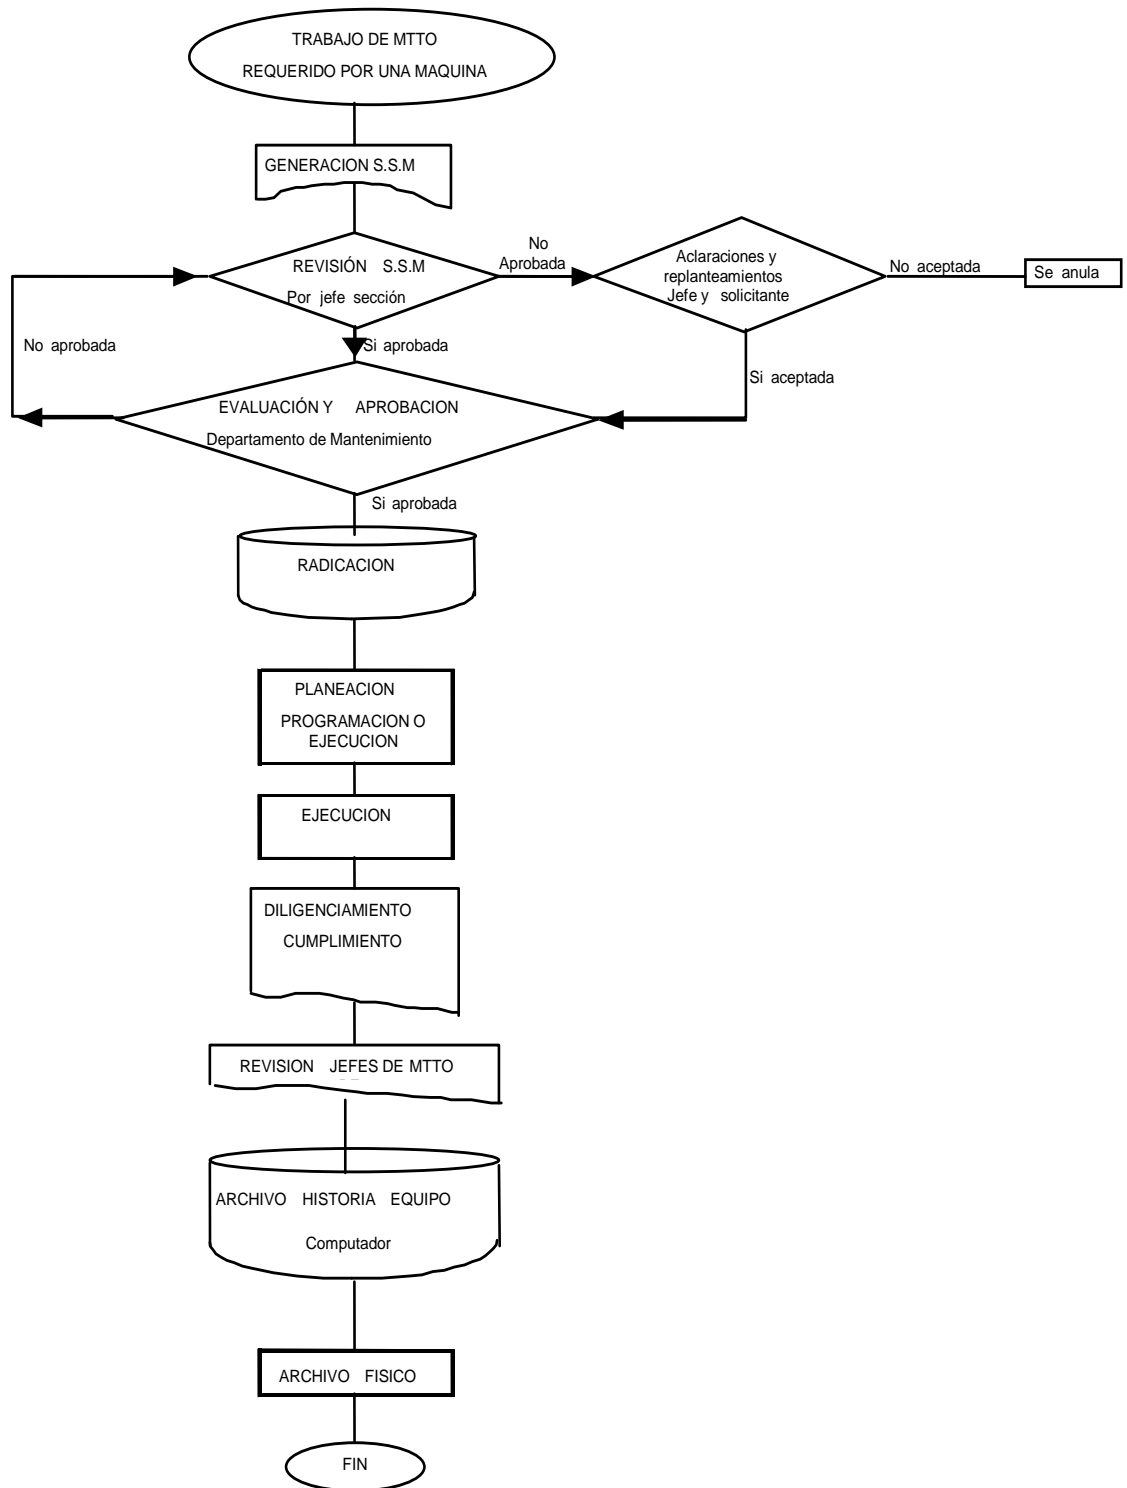 TRABAJO DE MTTO
REQUERIDO POR UNA MAQUINA
GENERACION S.S.M
REVISIÓN S.S.M
Por jefe sección
No
Aprobada
Aclaraciones y
replanteamientos
Jefe y solicitante
No aceptada
Se anula
No aprobada
Si aprobada
Si aceptada
EVALUACIÓN Y APROBACION
Departamento de Mantenimiento
Si aprobada
RADICACION
PLANEACION
PROGRAMACION O
EJECUCION
EJECUCION
DILIGENCIAMIENTO
CUMPLIMIENTO
REVISION JEFES DE MTTO
ARCHIVO HISTORIA EQUIPO
Computador
ARCHIVO FISICO
FIN